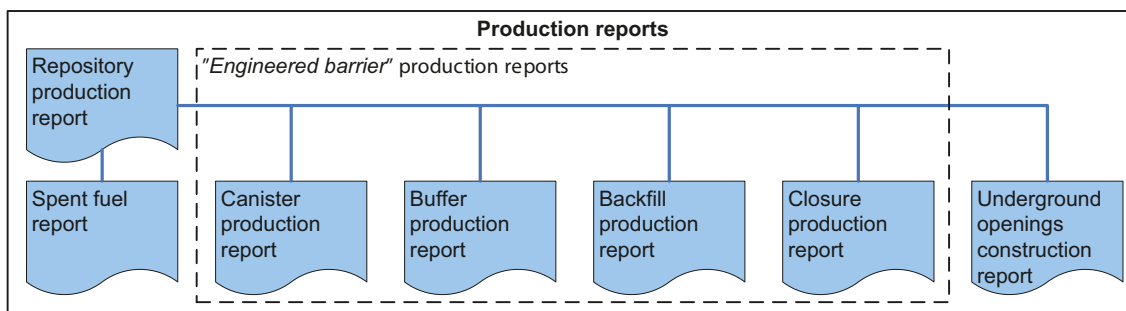 Production reports
Repository
production
report
"Engineered barrier" production reports
Spent fuel
report
Canister
production
report
Buffer
production
report
Backfill
production
report
Closure
production
report
Underground
openings
construction
report